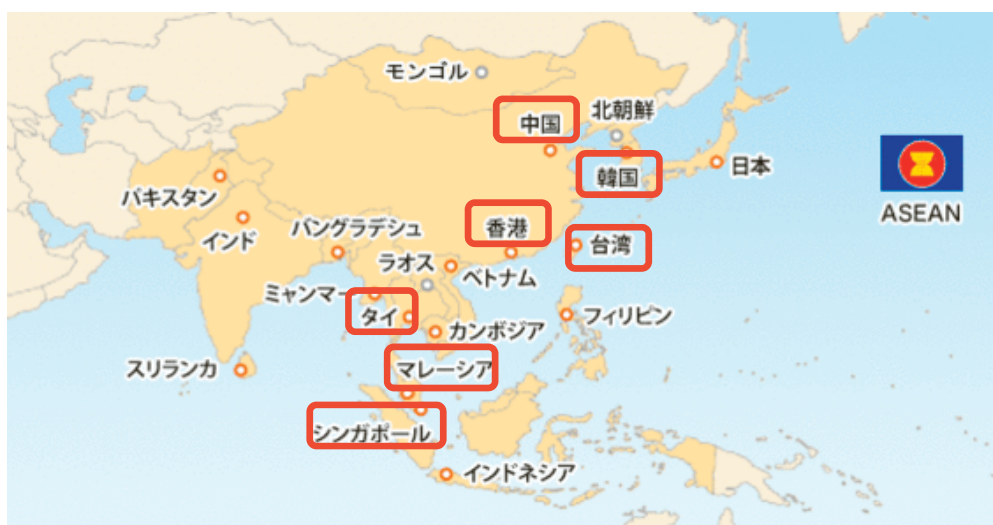 モンゴル
中国
北朝鮮
韓国
日本
ASEAN
パキスタン
インド
バングラデシュ
香港
台湾
ラオス
ベトナム
ミャンマー
タイ
カンボジア
フィリピン
スリランカ
マレーシア
シンガポール
インドネシア